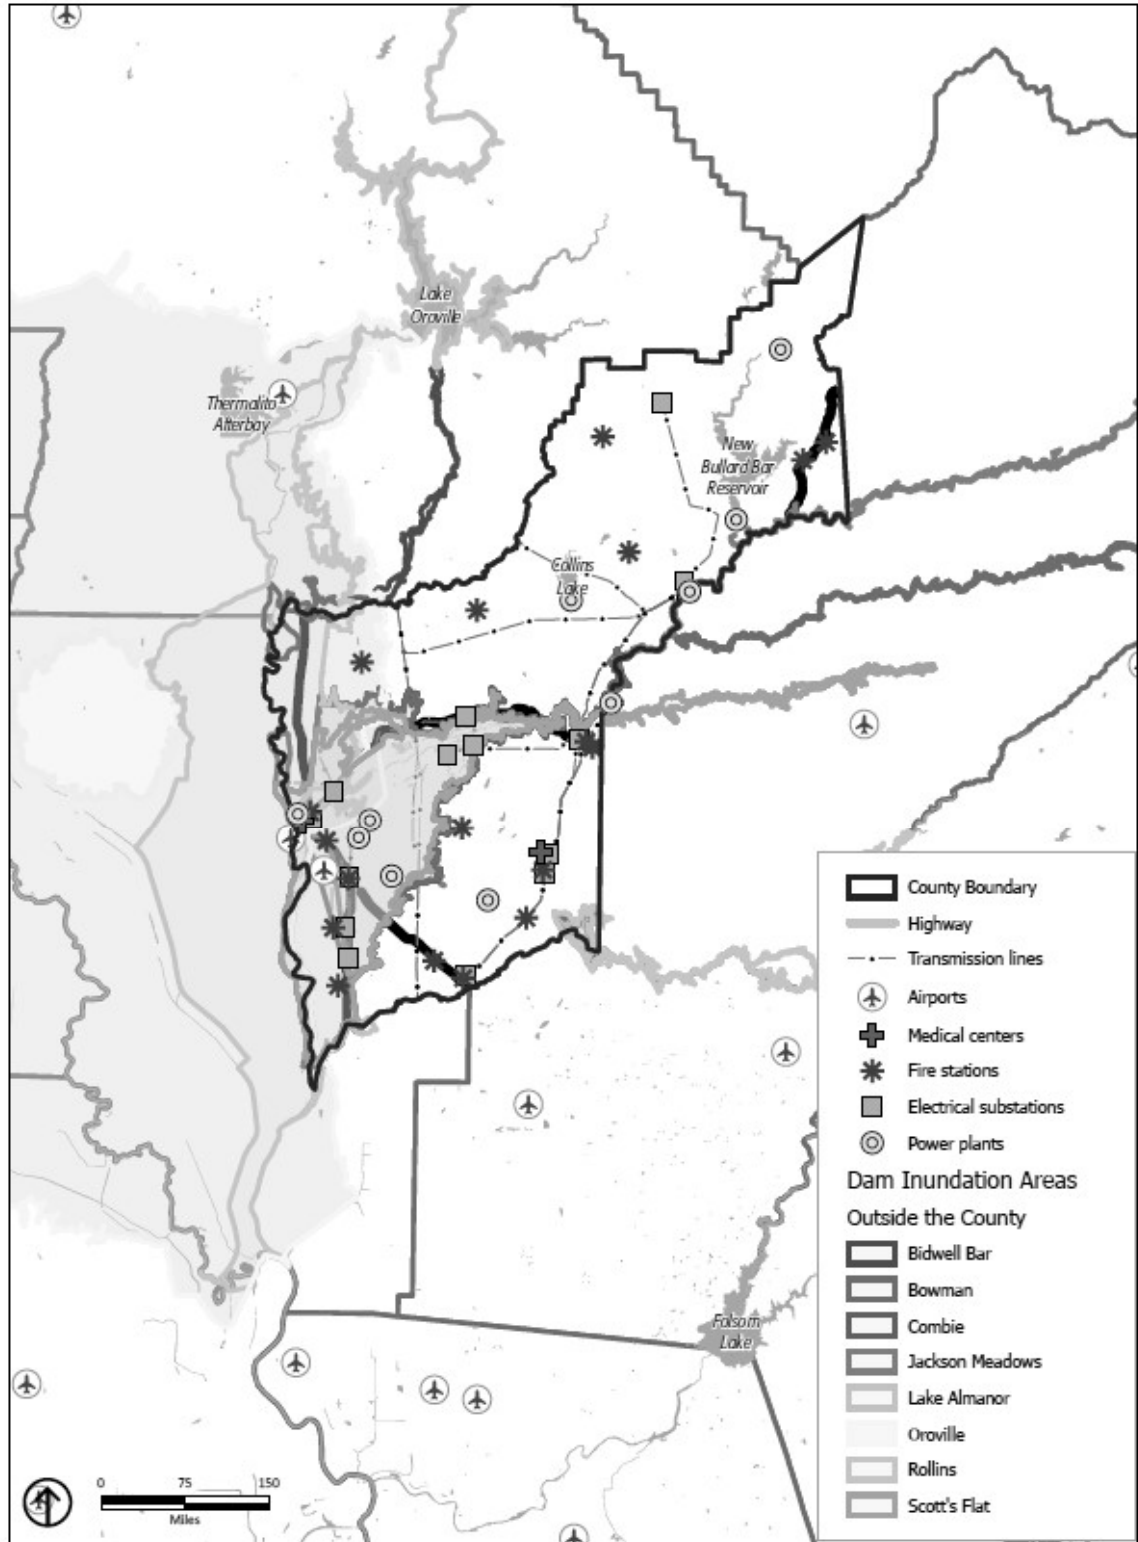 Lake
Oroville
Thermalito
Afterbay
New
Bullard Bar
Reservoir
Collins
Lake
County Boundary
Highway
Transmission lines
Airports
Medical centers
Fire stations
Electrical substations
Power plants
Dam Inundation Areas
Outside the County
Bidwell Bar
Bowman
Combie
Jackson Meadows
Lake Almanor
Oroville
Rollins
Scott's Flat
Folsom
Lake
0 75 150
Miles